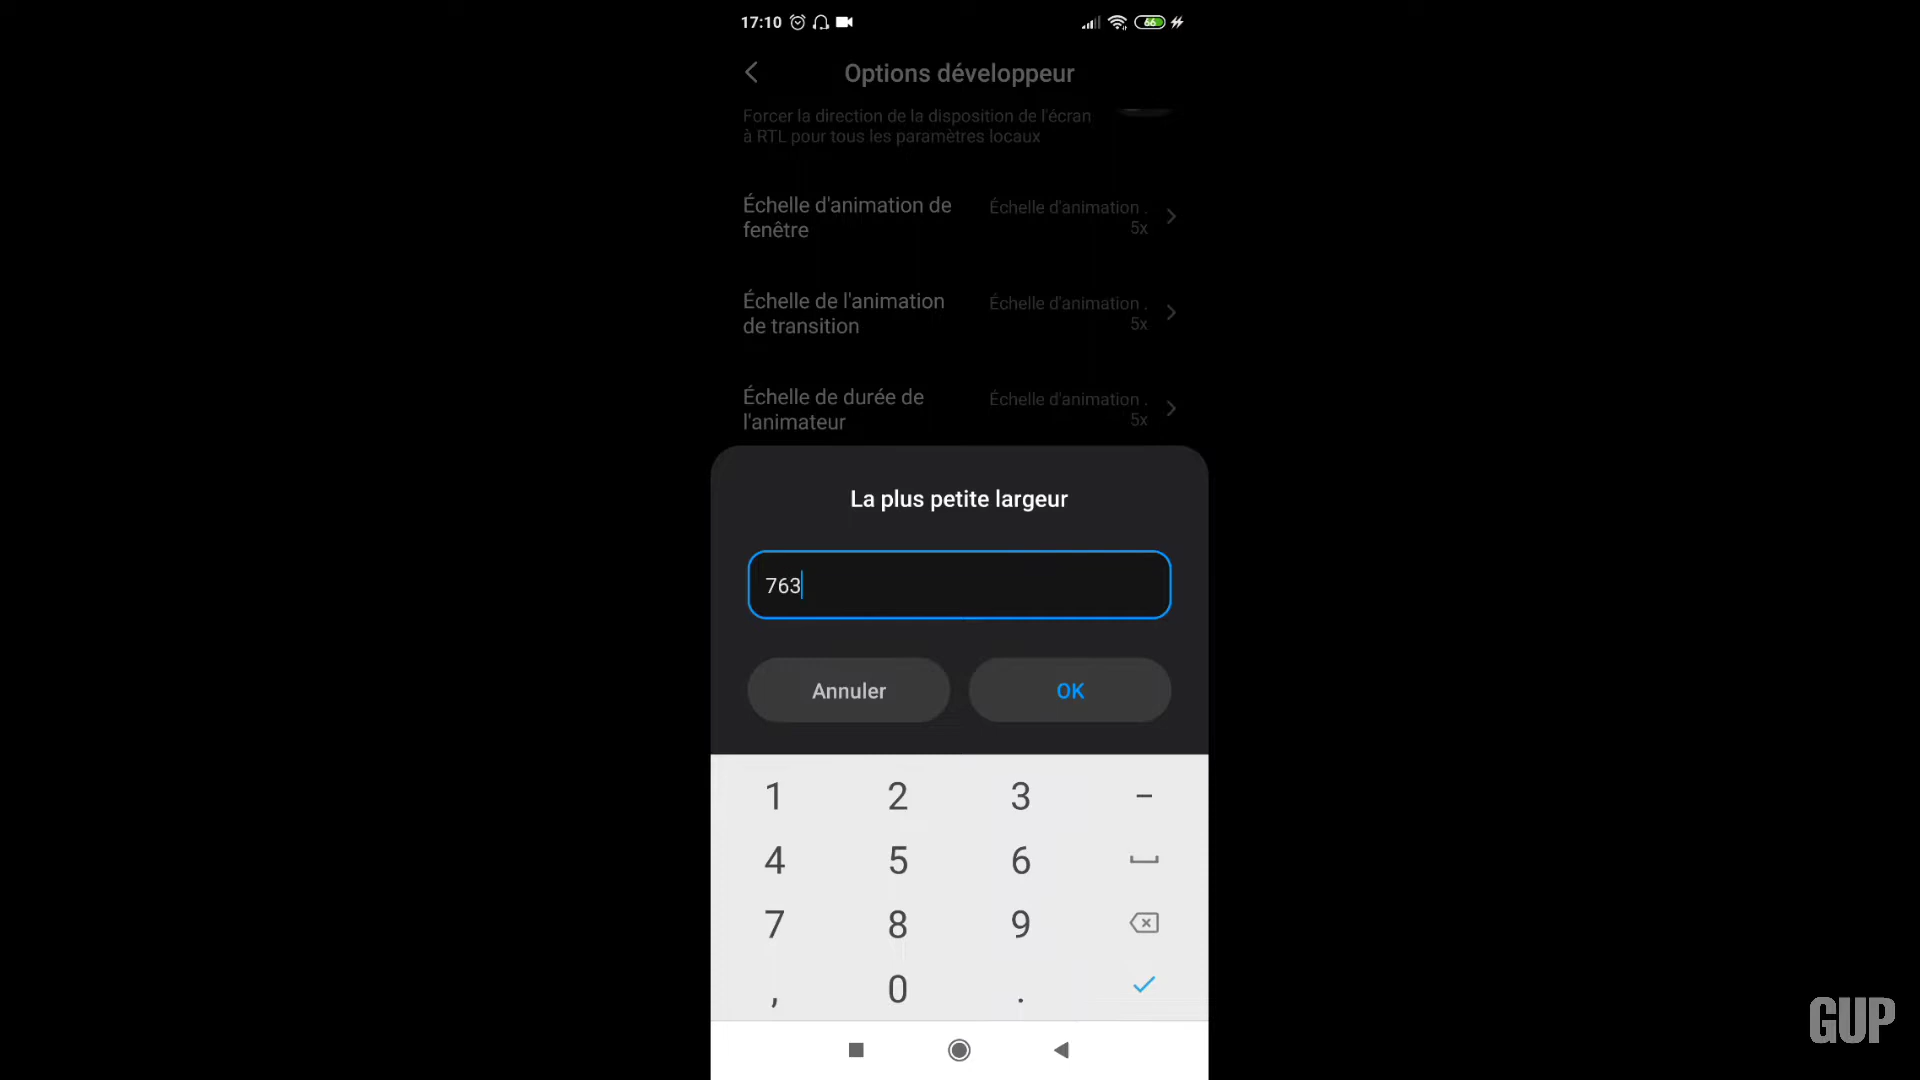 17:10 66
Options développeur
Forcer la direction de la disposition de l'écran
à RTL pour tous les paramètres locaux
Échelle d'animation de
fenêtre
Échelle d'animation .
5x
Échelle de l'animation
de transition
Échelle d'animation .
5x
Échelle de durée de
l'animateur
Échelle d'animation .
5x
La plus petite largeur
763
Annuler OK
1 2 3 –
4 5 6
7 8 9
, 0 .
GUP